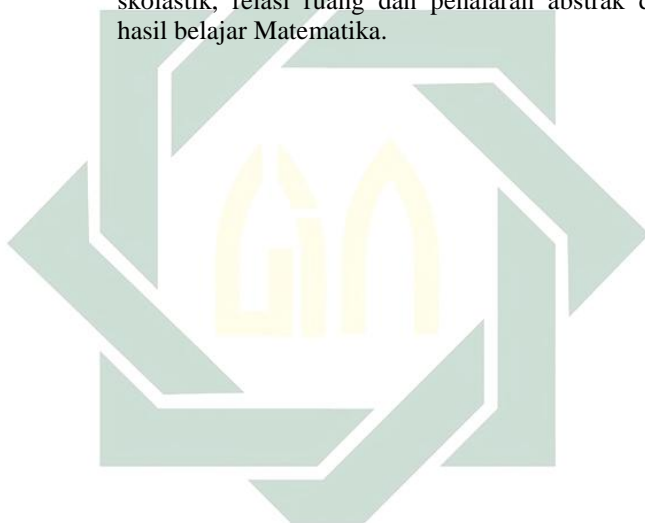 skolastik, relasi ruang dan penalaran abstrak
hasil belajar Matematika.